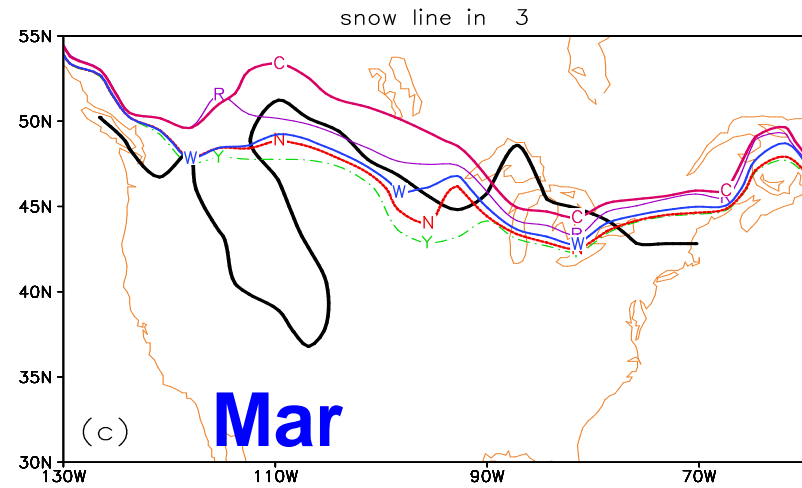 snow line in 3
55N
C
R
50N
N
W
W
45N
C
C
R
N
Y
Y
R
W
40N
35N
Mar
(c)
30N
130W 110W 90W 70W